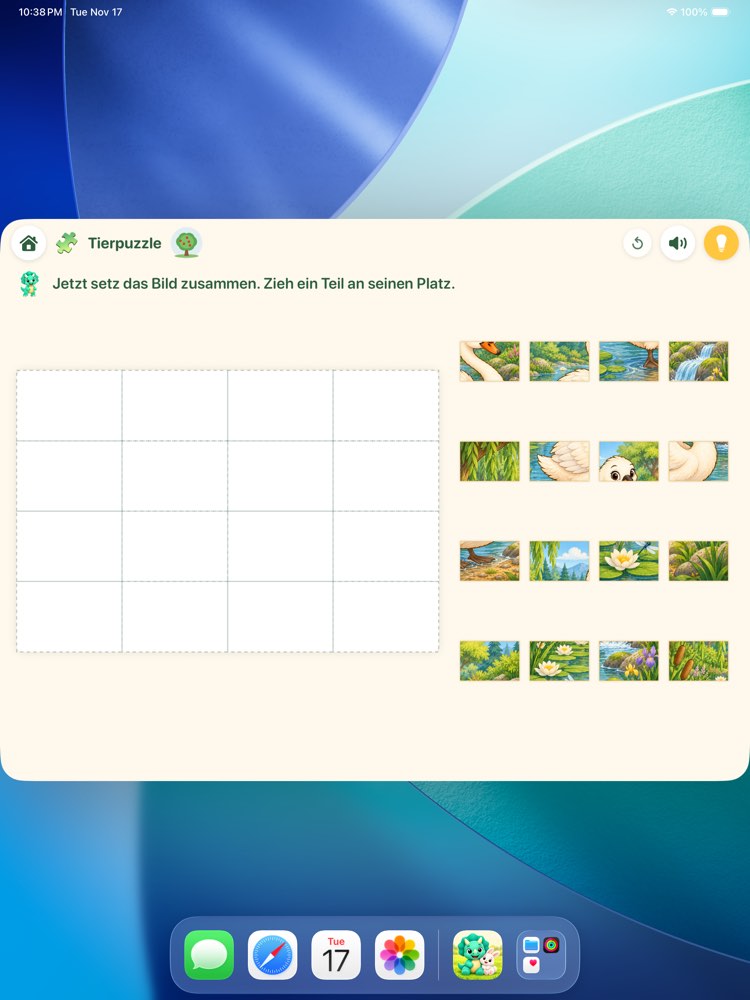 10:38 PM Tue Nov 17
100%
Tierpuzzle
Jetzt setz das Bild zusammen. Zieh ein Teil an seinen Platz.
Tue
17